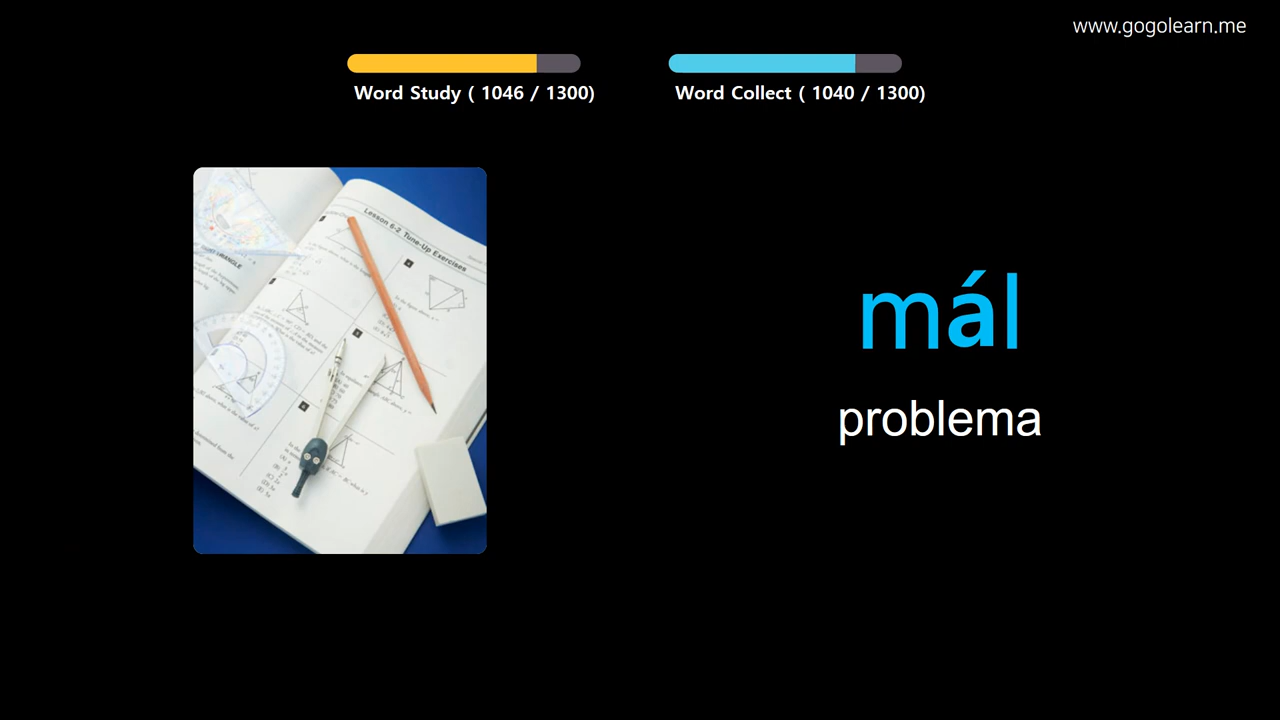 www.gogolearn.me
Word Study ( 1046 / 1300)
Word Collect ( 1040 / 1300)
Lesson 6-2 Tune-Up Exercises
mál
problema